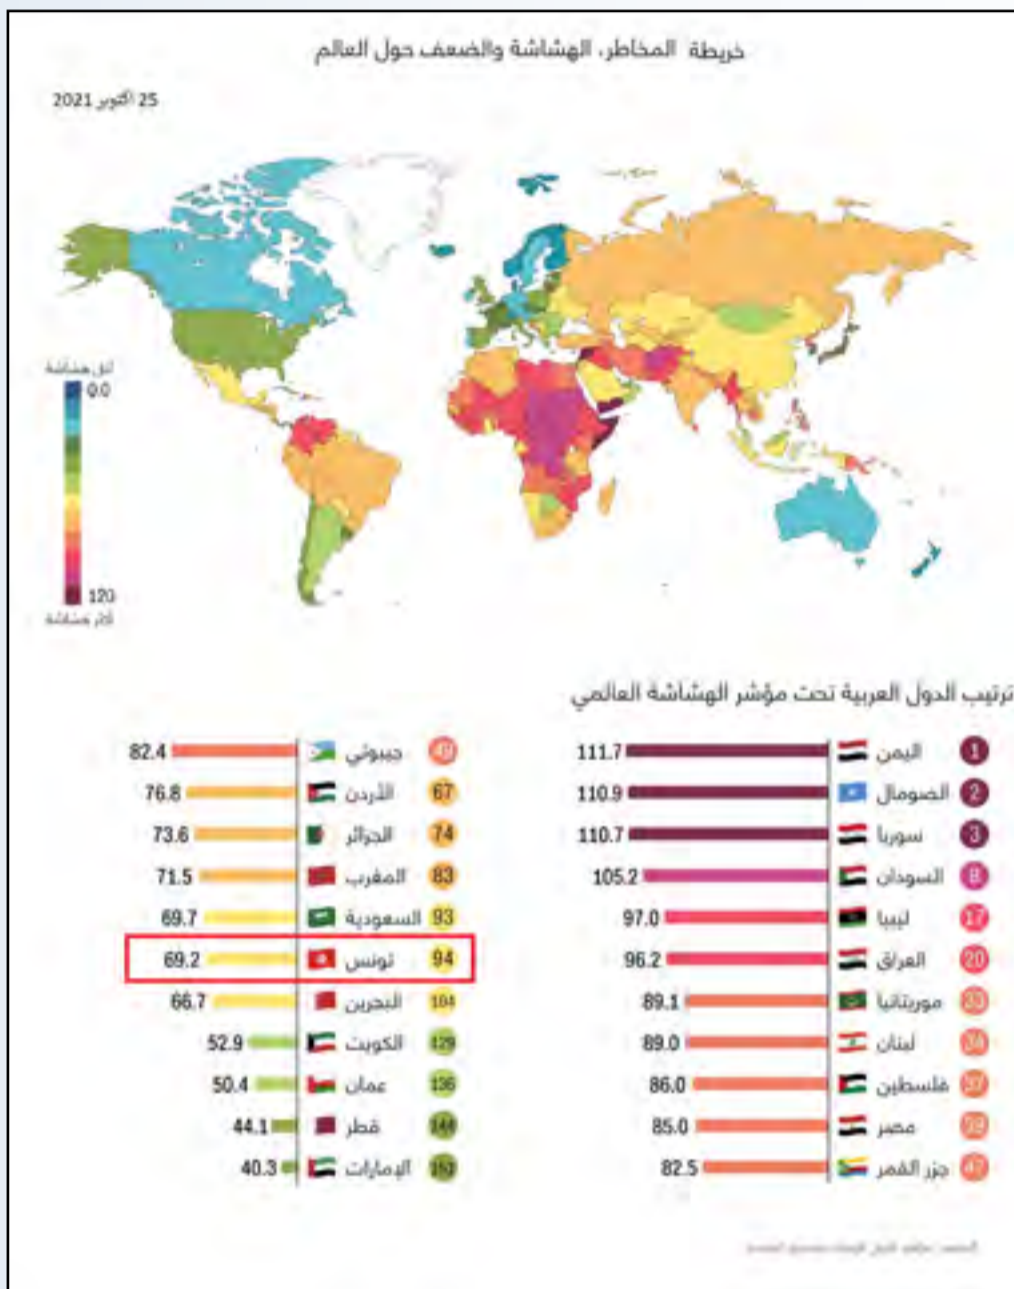 خريطة المخاطر، الهشاشة والضعف حول العالم
25 اكتوبر 2021
أقل هشاشة
0.0
120
أكثر هشاشة
ترتيب الدول العربية تحت مؤشر الهشاشة العالمي
1 اليمن 111.7
2 الصومال 110.9
3 سوريا 110.7
8 السودان 105.2
17 ليبيا 97.0
20 العراق 96.2
33 موريتانيا 89.1
34 لبنان 89.0
37 فلسطين 86.0
39 مصر 85.0
47 جزر القمر 82.5
49 جيبوتي 82.4
67 الأردن 76.8
74 الجزائر 73.6
83 المغرب 71.5
93 السعودية 69.7
94 تونس 69.2
104 البحرين 66.7
129 الكويت 52.9
136 عمان 50.4
144 قطر 44.1
152 الإمارات 40.3